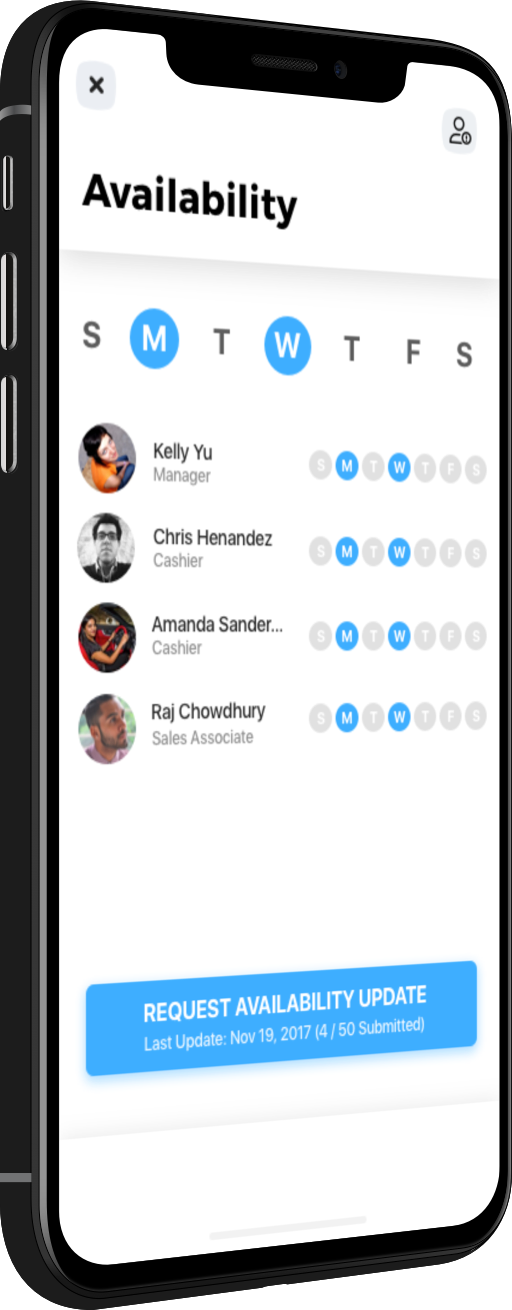 Availability
S M T W T F S
Kelly Yu
Manager
S M T W T F S
Chris Henandez
Cashier
S M T W T F S
Amanda Sander...
Cashier
S M T W T F S
Raj Chowdhury
Sales Associate
S M T W T F S
REQUEST AVAILABILITY UPDATE
Last Update: Nov 19, 2017 (4 / 50 Submitted)